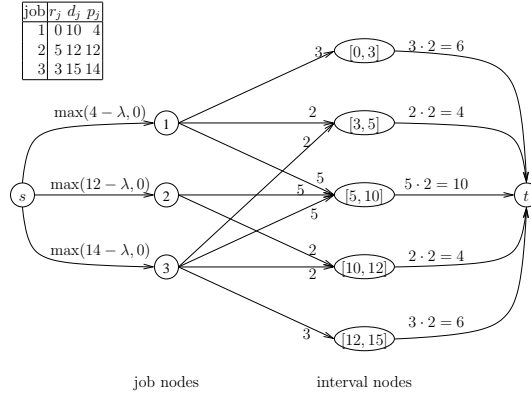 job r_j d_j p_j
1 0 10 4
2 5 12 12
3 3 15 14
s
max(4 − λ, 0)
max(12 − λ, 0)
max(14 − λ, 0)
1
2
3
3
2
2
5
5
5
2
2
3
[0, 3]
[3, 5]
[5, 10]
[10, 12]
[12, 15]
3 · 2 = 6
2 · 2 = 4
5 · 2 = 10
2 · 2 = 4
3 · 2 = 6
t
job nodes
interval nodes